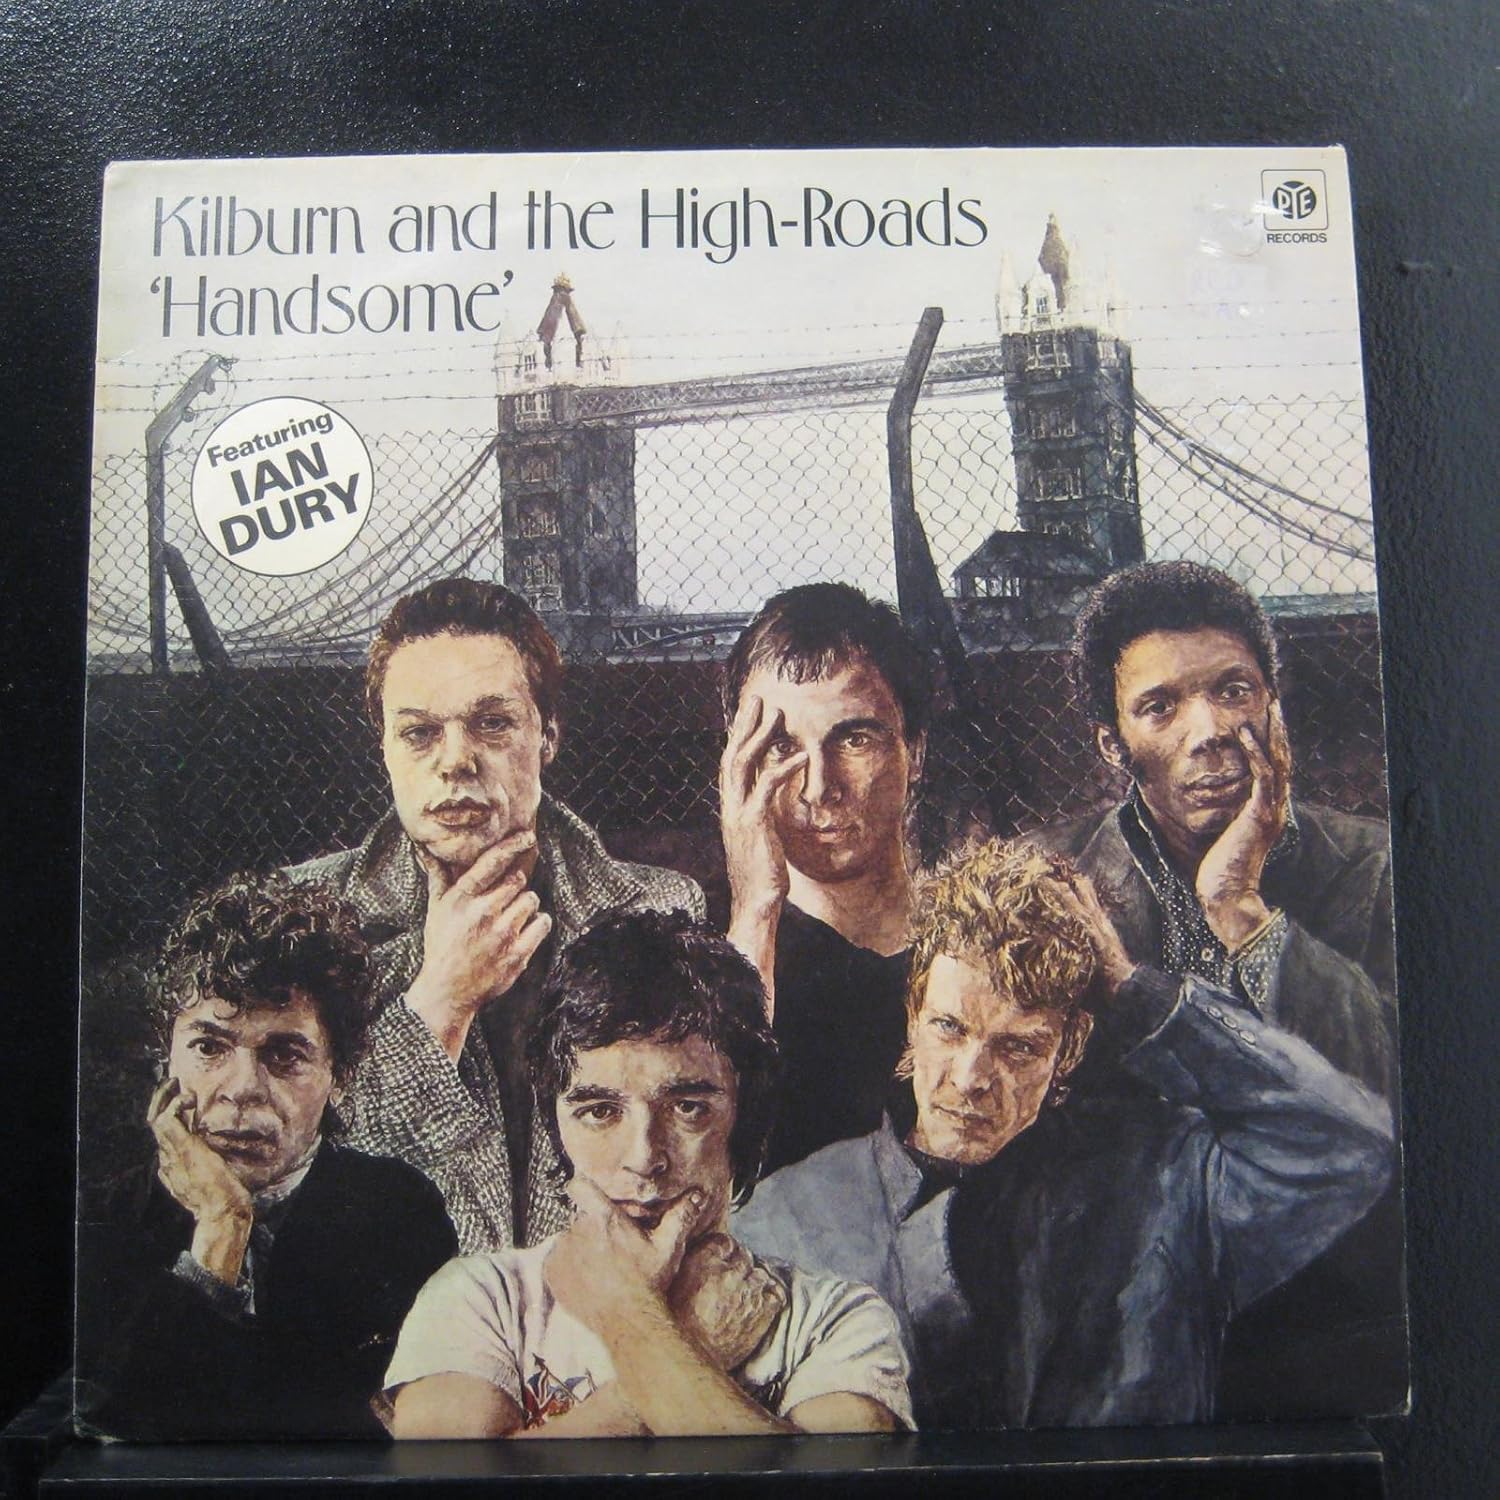 Kilburn and the High-Roads
'Handsome'
PYE
RECORDS
Featuring
IAN
DURY